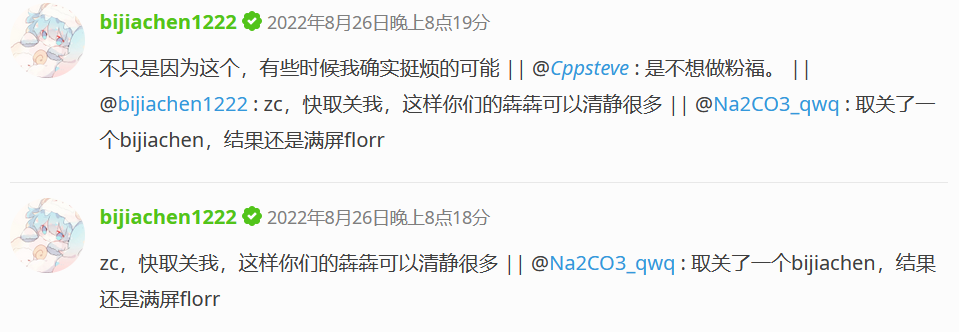 bijiachen1222 2022年8月26日晚上8点19分
不只是因为这个，有些时候我确实挺烦的可能 || @Cppsteve : 是不想做粉福。 ||
@bijiachen1222 : zc，快取关我，这样你们的犇犇可以清静很多 || @Na2CO3_qwq : 取关了一
个bijiachen，结果还是满屏florr
bijiachen1222 2022年8月26日晚上8点18分
zc，快取关我，这样你们的犇犇可以清静很多 || @Na2CO3_qwq : 取关了一个bijiachen，结果
还是满屏florr